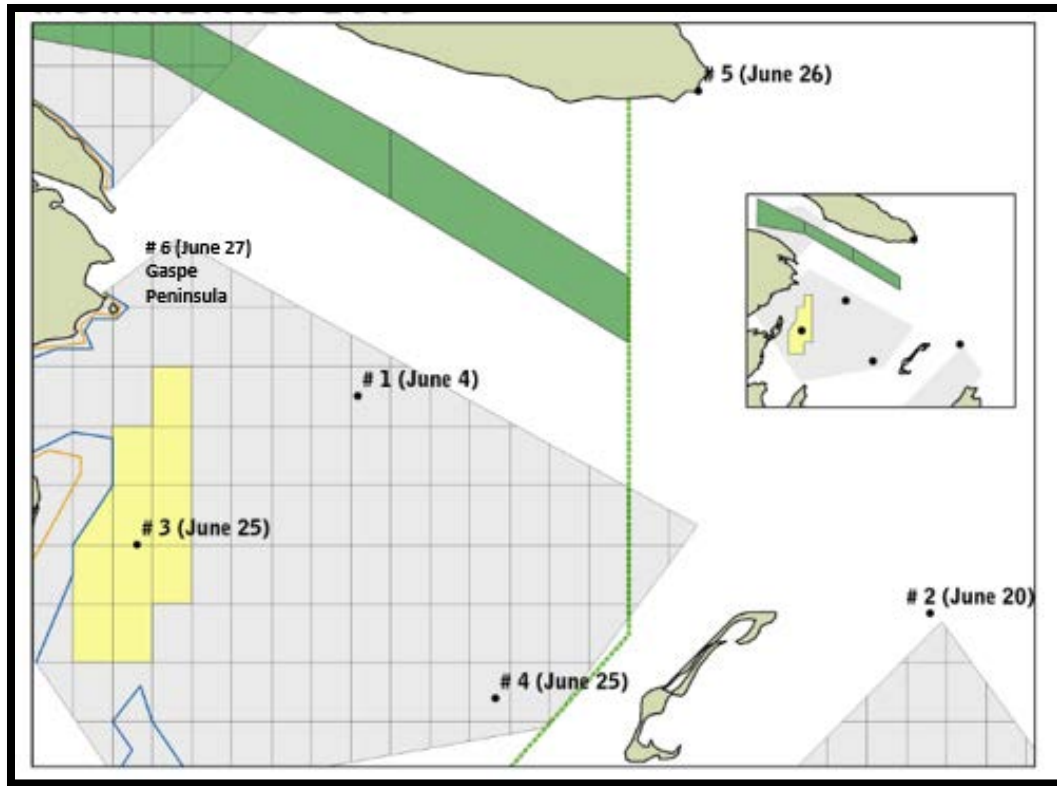 # 5 (June 26)
# 6 (June 27)
Gaspe
Peninsula
# 1 (June 4)
# 3 (June 25)
# 2 (June 20)
# 4 (June 25)